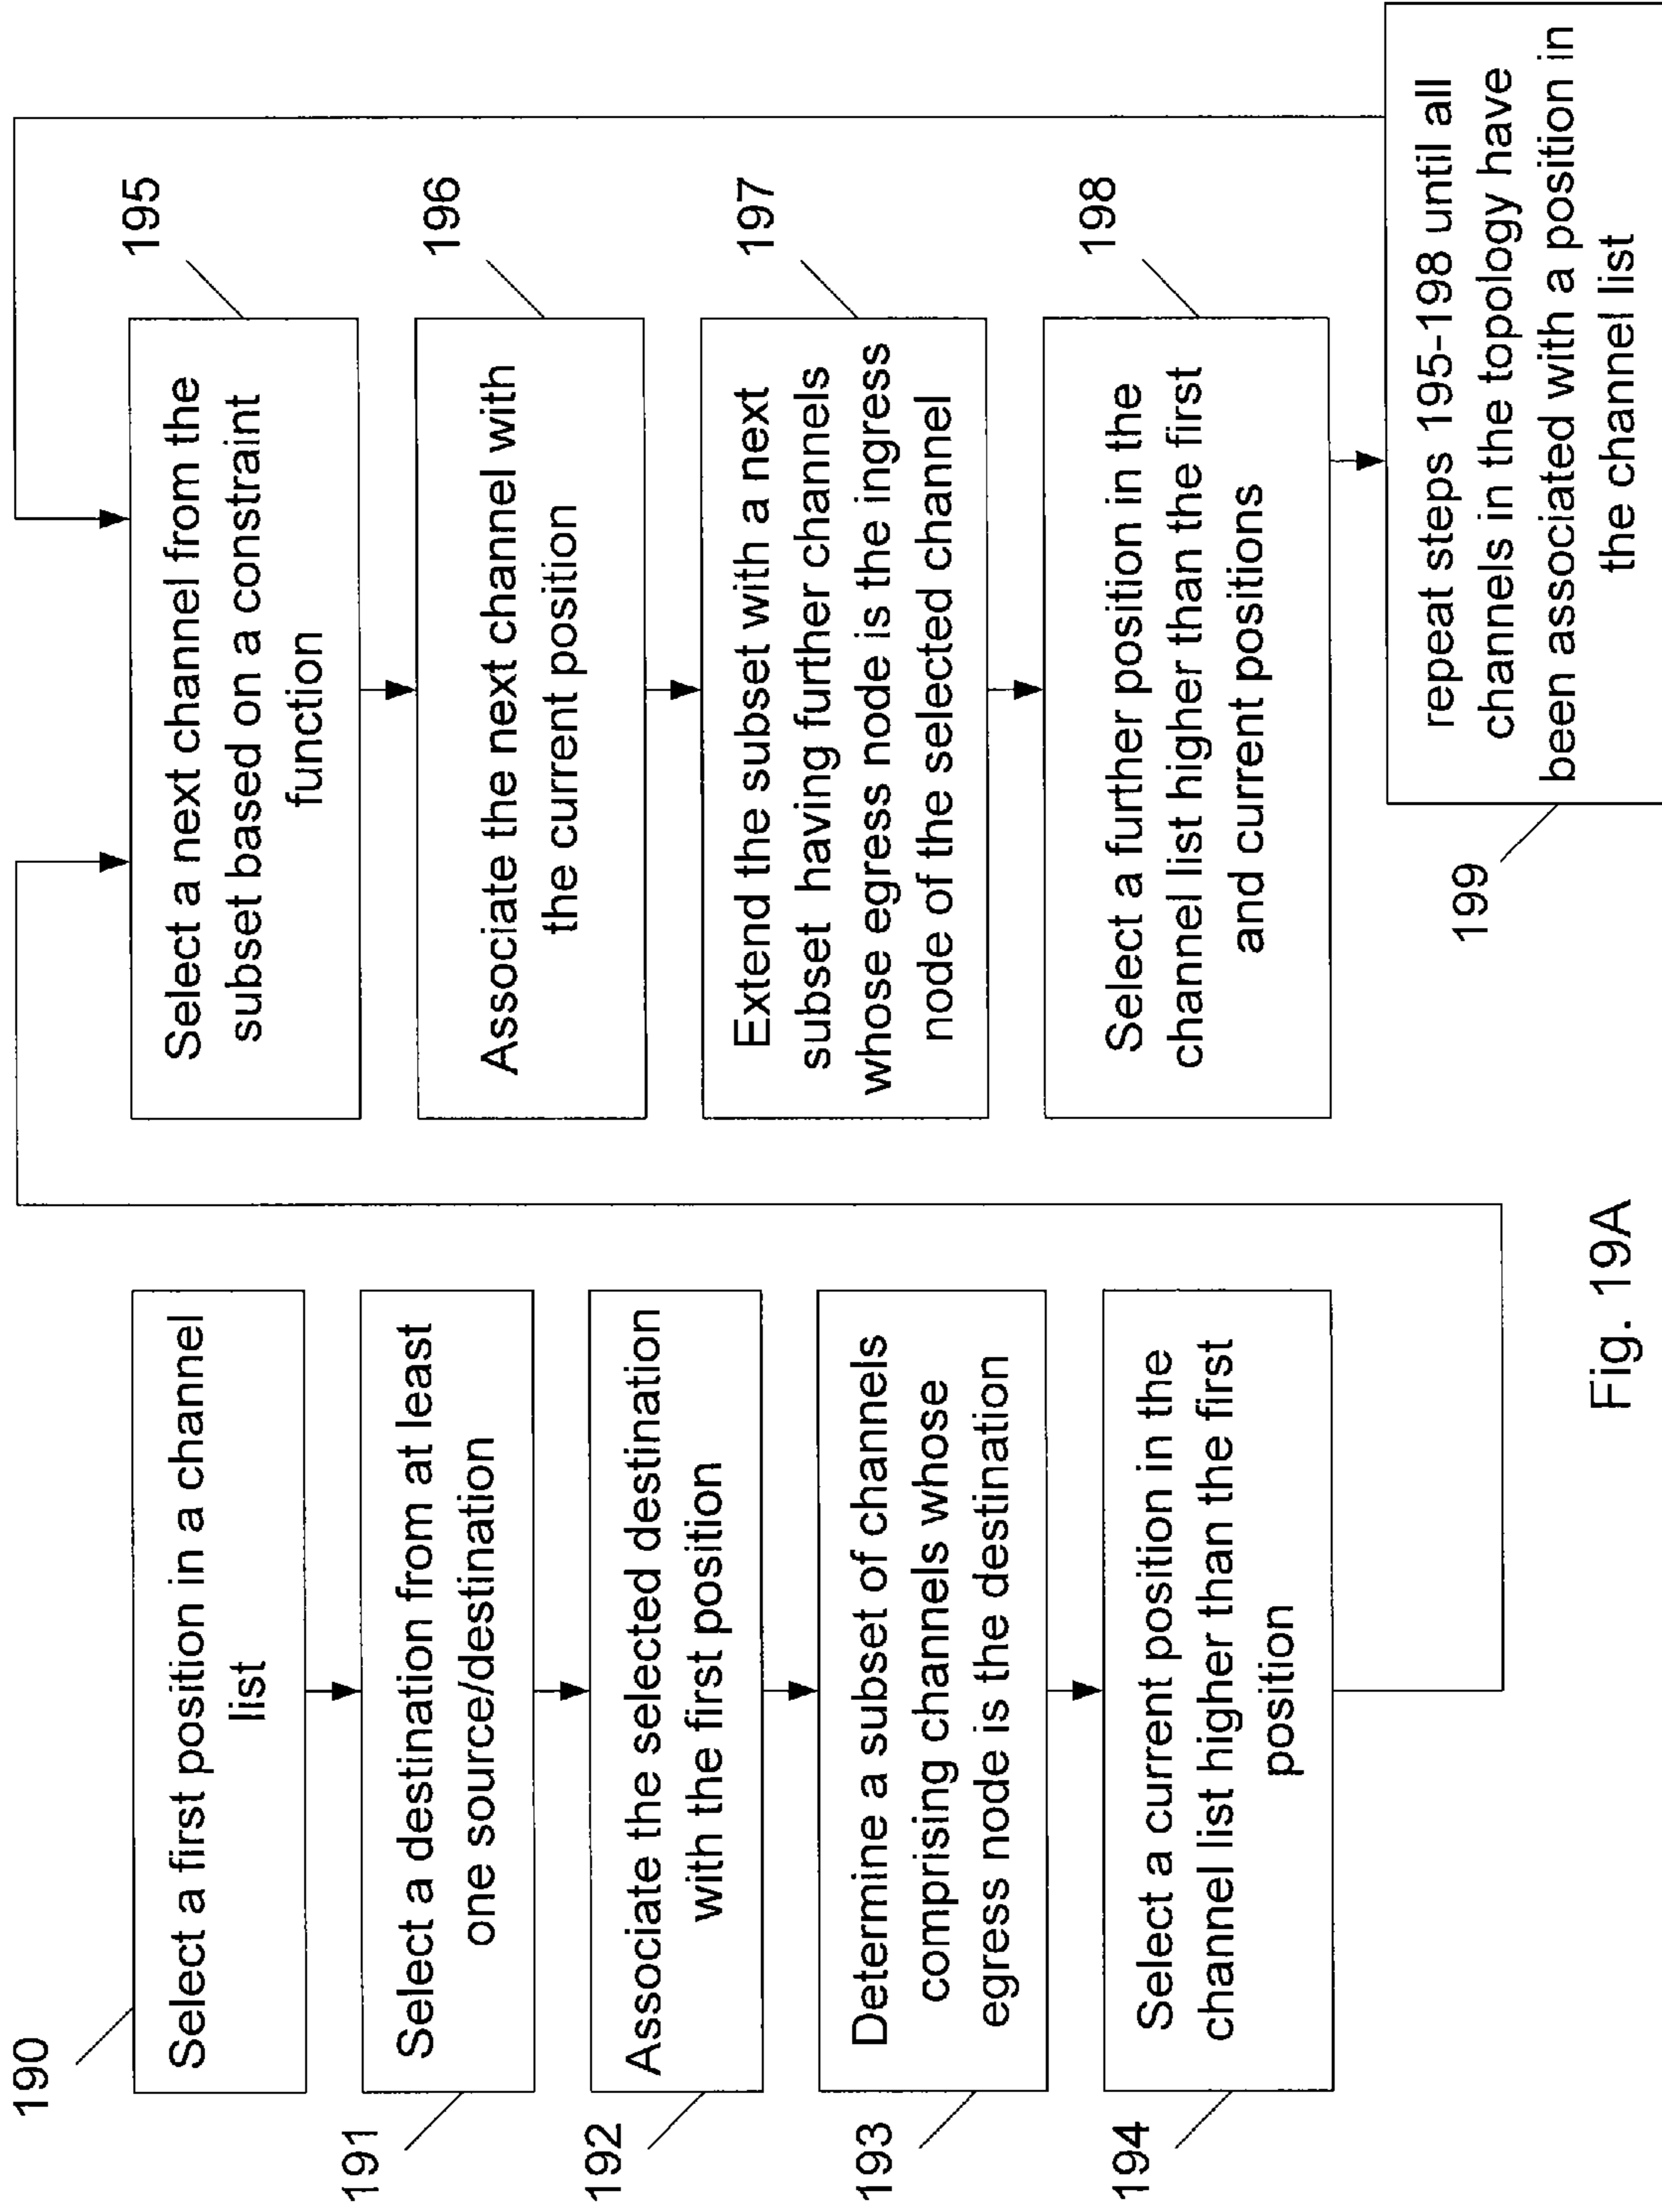 190
Select a first position in a channel
list
191
Select a destination from at least
one source/destination
192
Associate the selected destination
with the first position
193
Determine a subset of channels
comprising channels whose
egress node is the destination
194
Select a current position in the
channel list higher than the first
position
195
Select a next channel from the
subset based on a constraint
function
196
Associate the next channel with
the current position
197
Extend the subset with a next
subset having further channels
whose egress node is the ingress
node of the selected channel
198
Select a further position in the
channel list higher than the first
and current positions
199
repeat steps 195-198 until all
channels in the topology have
been associated with a position in
the channel list
Fig. 19A